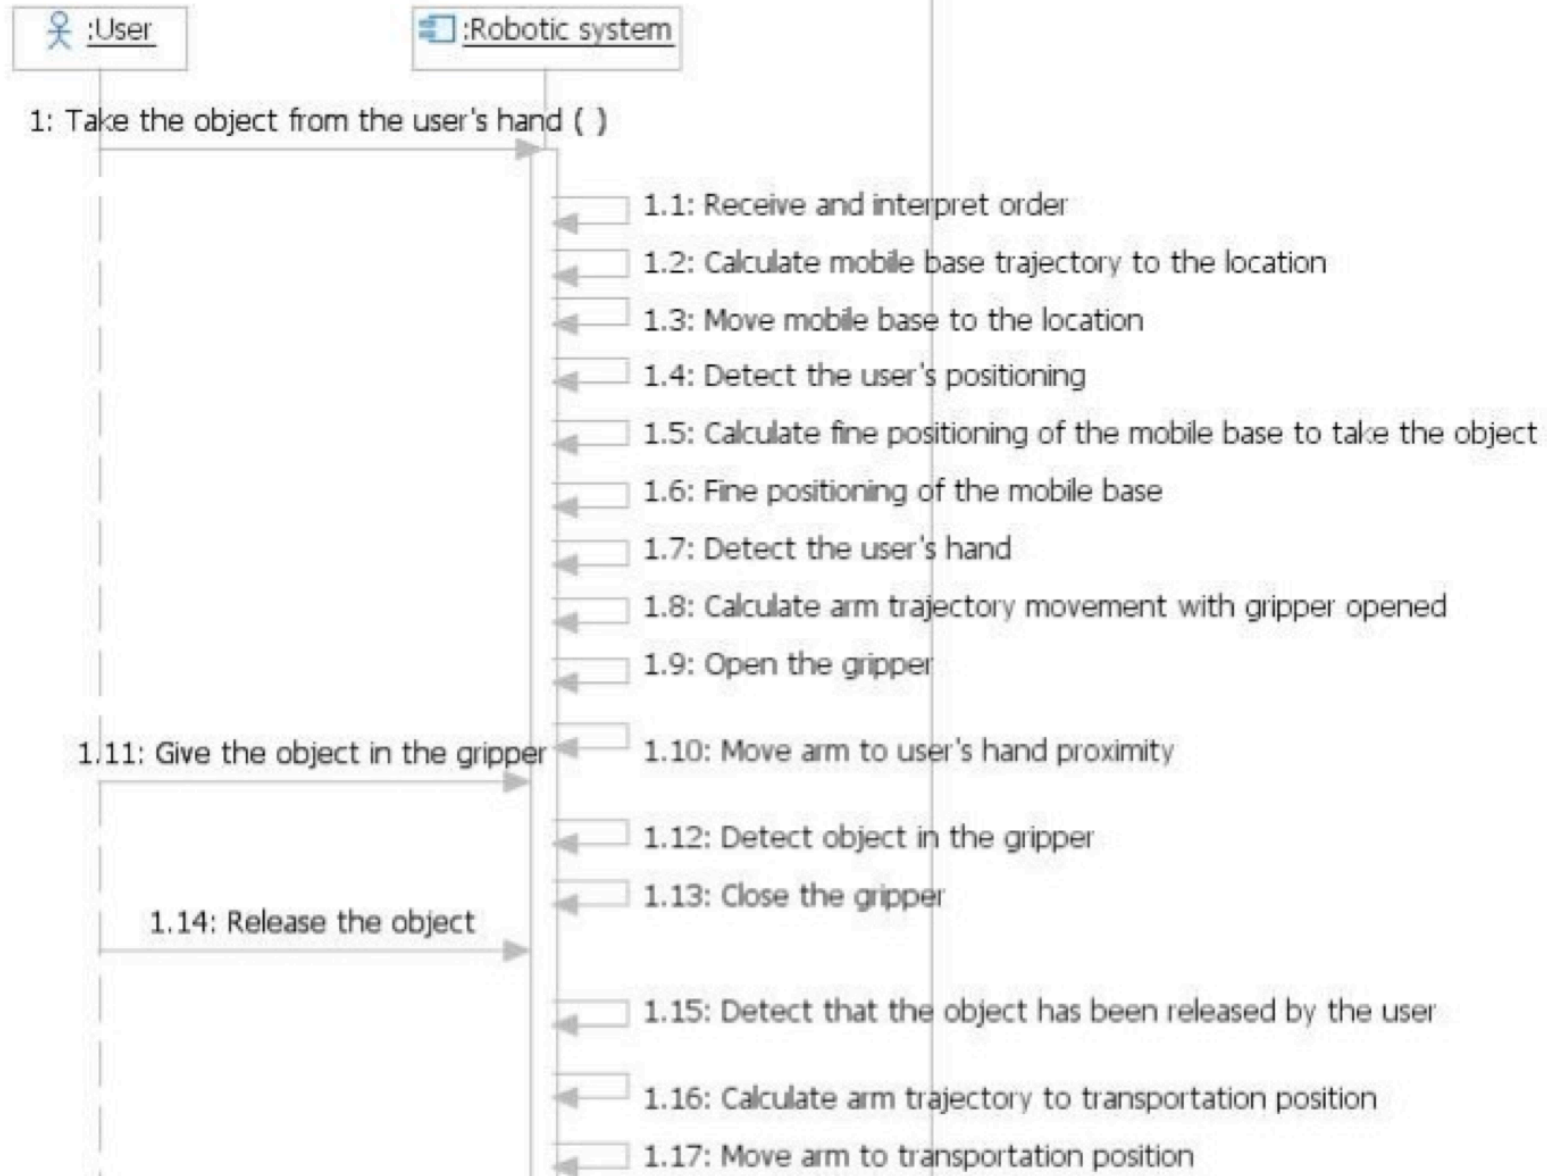 :User
:Robotic system
1: Take the object from the user's hand ( )
1.1: Receive and interpret order
1.2: Calculate mobile base trajectory to the location
1.3: Move mobile base to the location
1.4: Detect the user's positioning
1.5: Calculate fine positioning of the mobile base to take the object
1.6: Fine positioning of the mobile base
1.7: Detect the user's hand
1.8: Calculate arm trajectory movement with gripper opened
1.9: Open the gripper
1.10: Move arm to user's hand proximity
1.11: Give the object in the gripper
1.12: Detect object in the gripper
1.13: Close the gripper
1.14: Release the object
1.15: Detect that the object has been released by the user
1.16: Calculate arm trajectory to transportation position
1.17: Move arm to transportation position